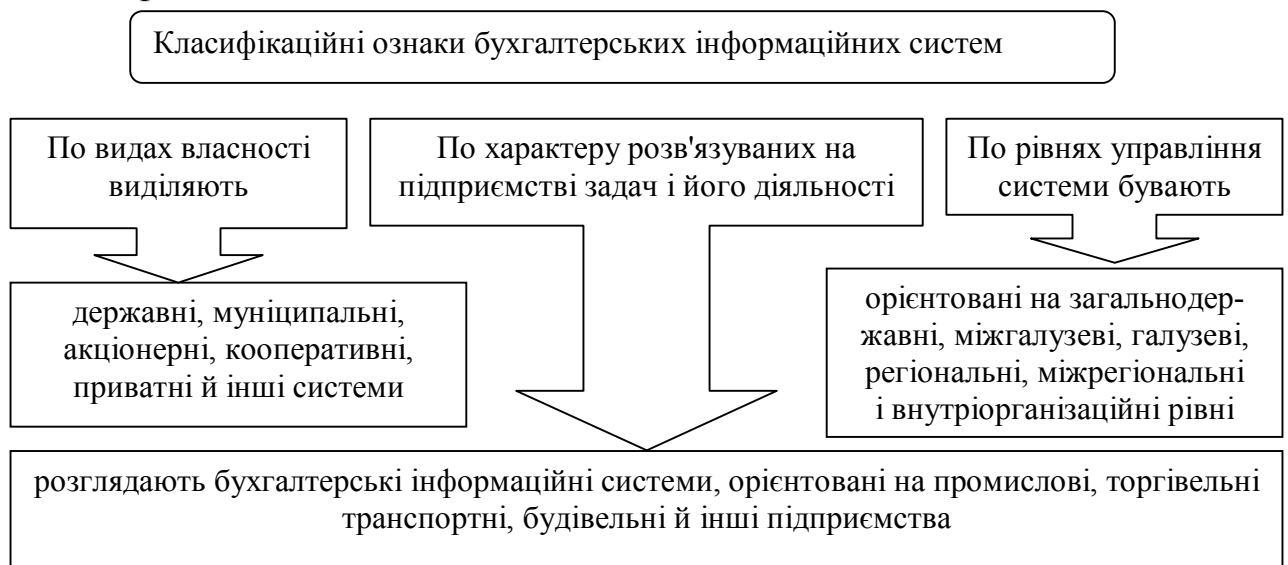 Класифікаційні ознаки бухгалтерських інформаційних систем
По видах власності
виділяють
По характеру розв'язуваних на
підприємстві задач і його діяльності
По рівнях управління
системи бувають
державні, муніципальні,
акціонерні, кооперативні,
приватні й інші системи
орієнтовані на загальнодер-
жавні, міжгалузеві, галузеві,
регіональні, міжрегіональні
і внутріорганізаційні рівні
розглядають бухгалтерські інформаційні системи, орієнтовані на промислові, торгівельні
транспортні, будівельні й інші підприємства